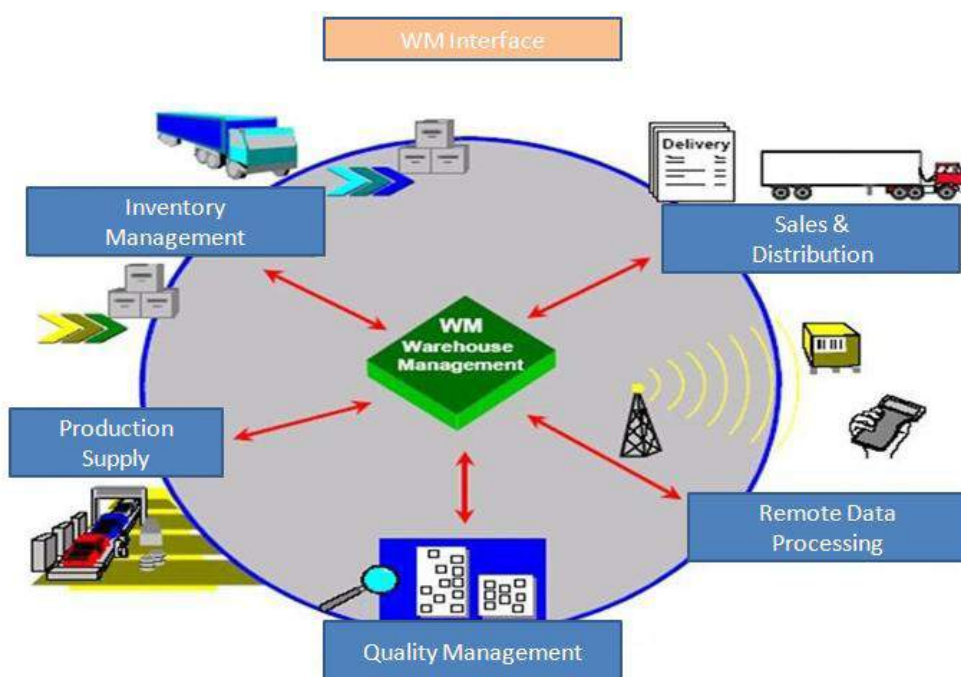 WM Interface
Delivery
Inventory
Management
Sales &
Distribution
WM
Warehouse
Management
Production
Supply
Remote Data
Processing
Quality Management